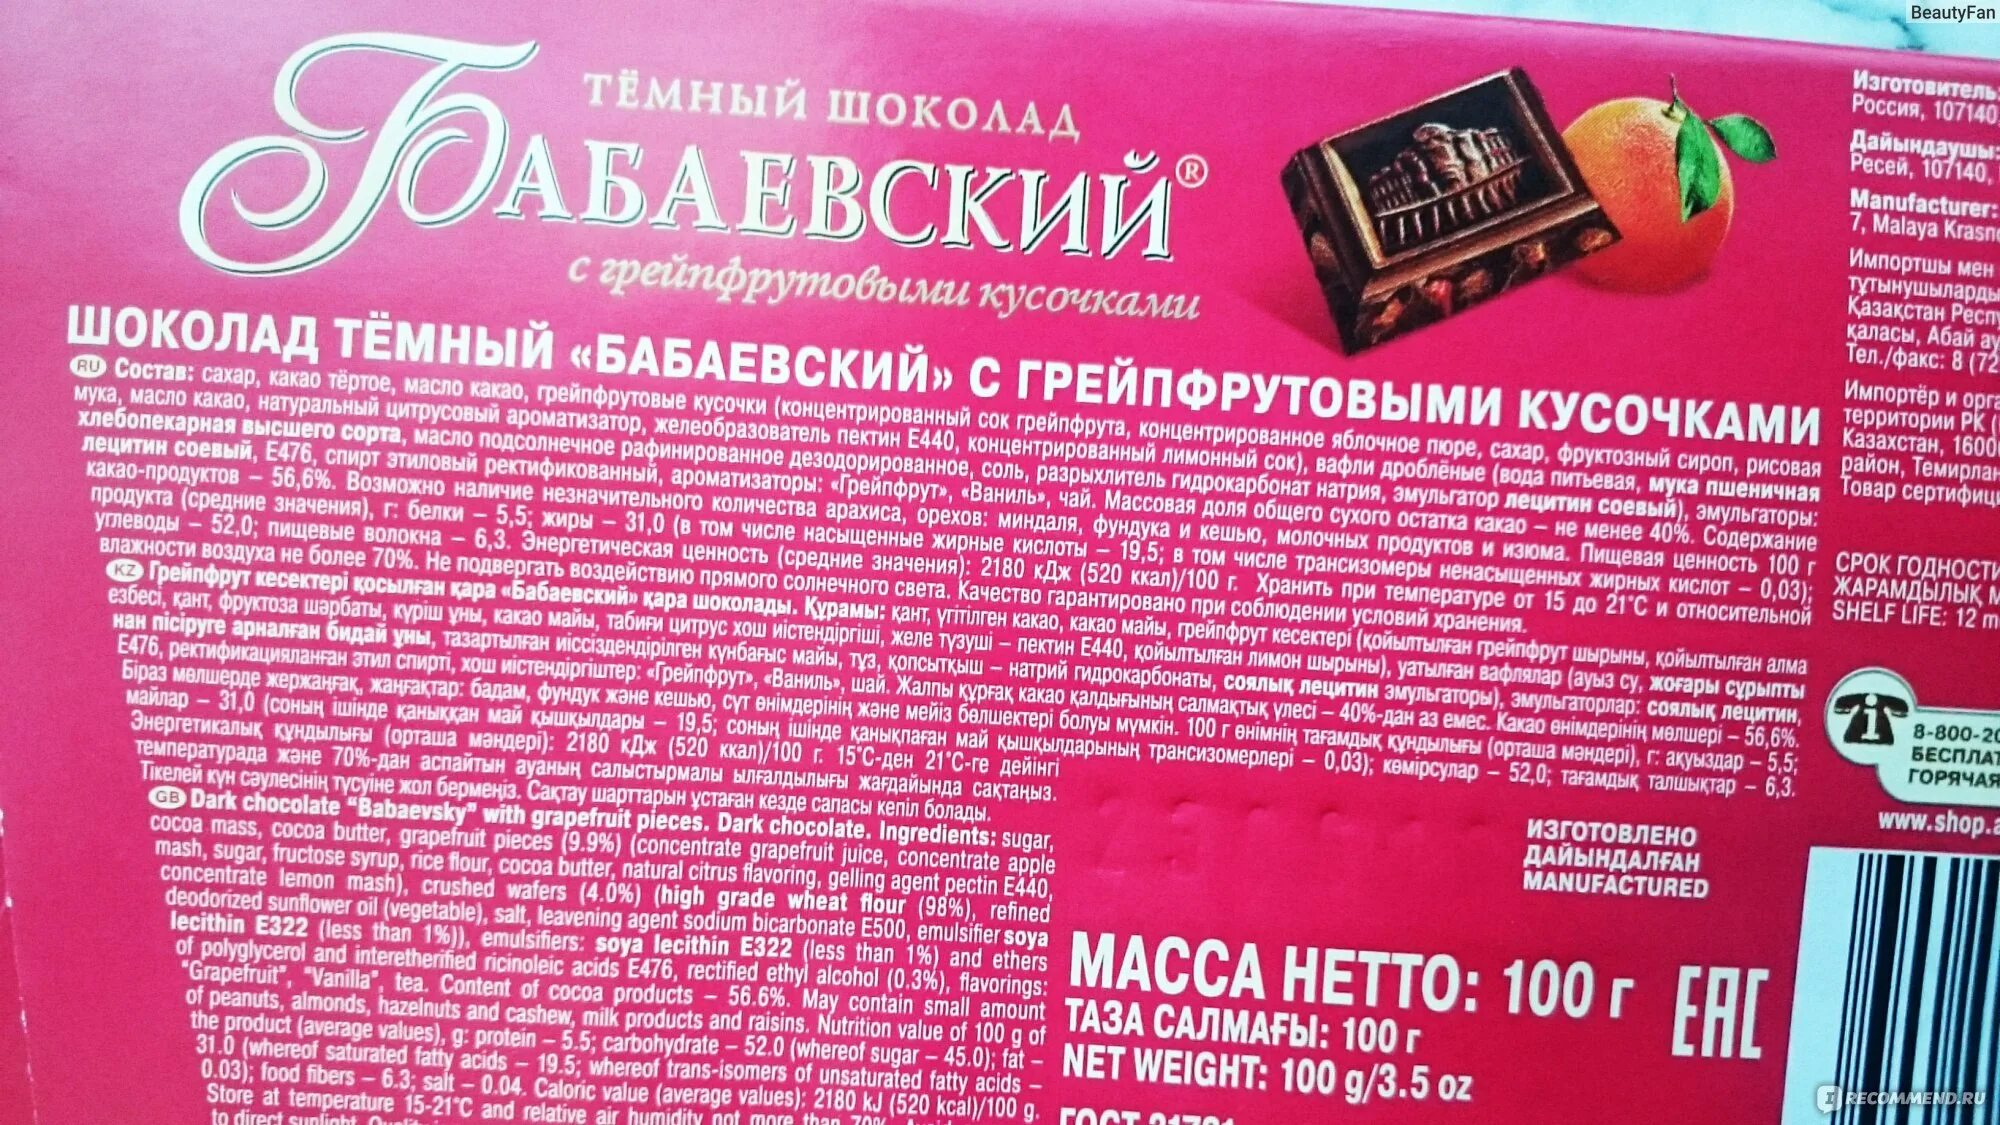 BeautyFan
ТЁМНЫЙ ШОКОЛАД
БАБАЕВСКИЙ®
с грейпфрутовыми кусочками
ШОКОЛАД ТЁМНЫЙ «БАБАЕВСКИЙ» С ГРЕЙПФРУТОВЫМИ КУСОЧКАМИ
RU Состав: сахар, какао тёртое, масло какао, грейпфрутовые кусочки (концентрированный сок грейпфрута, концентрированное яблочное пюре, сахар, фруктозный сироп, рисовая
мука, масло какао, натуральный цитрусовый ароматизатор, желеобразователь пектин Е440, концентрированный лимонный сок), вафли дроблёные (вода питьевая, мука пшеничная
хлебопекарная высшего сорта, масло подсолнечное рафинированное дезодорированное, соль, разрыхлитель гидрокарбонат натрия, эмульгатор лецитин соевый), эмульгаторы:
лецитин соевый, Е476, спирт этиловый ректификованный, ароматизаторы: «Грейпфрут», «Ваниль», чай. Массовая доля общего сухого остатка какао – не менее 40%. Содержание
какао-продуктов – 56,6%. Возможно наличие незначительного количества арахиса, орехов: миндаля, фундука и кешью, молочных продуктов и изюма. Пищевая ценность 100 г
продукта (средние значения), г: белки – 5,5; жиры – 31,0 (в том числе насыщенные жирные кислоты – 19,5; в том числе трансизомеры ненасыщенных жирных кислот – 0,03);
углеводы – 52,0; пищевые волокна – 6,3. Энергетическая ценность (средние значения): 2180 кДж (520 ккал)/100 г. Хранить при температуре от 15 до 21°С и относительной
влажности воздуха не более 70%. Не подвергать воздействию прямого солнечного света. Качество гарантировано при соблюдении условий хранения.
KZ Грейпфрут кесектері қосылған қара «Бабаевский» қара шоколады. Құрамы: қант, үгітілген какао, какао майы, грейпфрут кесектері (қойылтылған грейпфрут шырыны, қойылтылған алма
езбесі, қант, фруктоза шәрбаты, күріш ұны, какао майы, табиғи цитрус хош иістендіргіші, желе түзуші – пектин Е440, қойылтылған лимон шырыны), уатылған вафлялар (ауыз су, жоғары сұрыпты
нан пісіруге арналған бидай ұны, тазартылған иіссіздендірілген күнбағыс майы, тұз, қопсытқыш – натрий гидрокарбонаты, соялық лецитин эмульгаторы), эмульгаторлар: соялық лецитин,
Е476, ректификацияланған этил спирті, хош иістендіргіштер: «Грейпфрут», «Ваниль», шай. Жалпы құрғақ какао қалдығының салмақтық үлесі – 40%-дан аз емес. Какао өнімдерінің мөлшері – 56,6%.
Біраз мөлшерде жержаңғақ, жаңғақтар: бадам, фундук және кешью, сүт өнімдерінің және мейіз бөлшектері болуы мүмкін. 100 г өнімнің тағамдық құндылығы (орташа мәндері), г: ақуыздар – 5,5;
майлар – 31,0 (соның ішінде қаныққан май қышқылдары – 19,5; соның ішінде қанықпаған май қышқылдарының трансизомерлері – 0,03); көмірсулар – 52,0; тағамдық талшықтар – 6,3.
Энергетикалық құндылығы (орташа мәндері): 2180 кДж (520 ккал)/100 г. 15°С-ден 21°С-ге дейінгі
температурада және 70%-дан аспайтын ауаның салыстырмалы ылғалдылығы жағдайында сақтаңыз.
Тікелей күн сәулесінің түсуіне жол бермеңіз. Сақтау шарттарын ұстаған кезде сапасы кепіл болады.
GB Dark chocolate "Babaevsky" with grapefruit pieces. Dark chocolate. Ingredients: sugar,
cocoa mass, cocoa butter, grapefruit pieces (9.9%) (concentrate grapefruit juice, concentrate apple
mash, sugar, fructose syrup, rice flour, cocoa butter, natural citrus flavoring, gelling agent pectin E440,
concentrate lemon mash), crushed wafers (4.0%) (high grade wheat flour (98%), refined
deodorized sunflower oil (vegetable), salt, leavening agent sodium bicarbonate E500, emulsifier soya
lecithin E322 (less than 1%)), emulsifiers: soya lecithin E322 (less than 1%) and ethers
of polyglycerol and interetherified ricinoleic acids E476, rectified ethyl alcohol (0.3%), flavorings:
"Grapefruit", "Vanilla", tea. Content of cocoa products – 56.6%. May contain small amount
of peanuts, almonds, hazelnuts and cashew, milk products and raisins. Nutrition value of 100 g of
the product (average values), g: protein – 5.5; carbohydrate – 52.0 (whereof sugar – 45.0); fat –
31.0 (whereof saturated fatty acids – 19.5; whereof trans-isomers of unsaturated fatty acids –
0.03); food fibers – 6.3; salt – 0.04. Caloric value (average values): 2180 kJ (520 kcal)/100 g.
Store at temperature 15-21°C and relative air humidity not more than 70%.
to direct sunlight.
Изготовитель:
Россия, 107140,
Дайындаушы:
Ресей, 107140,
Manufacturer:
7, Malaya
Импортшы мен
Қазақстан
қаласы, Абай
Тел./факс: 8 (72
Импортёр и
территории РК
Казахстан,
район,
Товар
СРОК ГОДНОСТИ
ЖАРАМДЫЛЫҚ
SHELF LIFE: 12
8-800-20
ГОРЯЧАЯ
www.shop.
ИЗГОТОВЛЕНО
ДАЙЫНДАЛҒАН
MANUFACTURED
МАССА НЕТТО: 100 г
ТАЗА САЛМАҒЫ: 100 г
NET WEIGHT: 100 g/3.5 oz
EAC
ГОСТ 31721
IRECOMMEND.RU